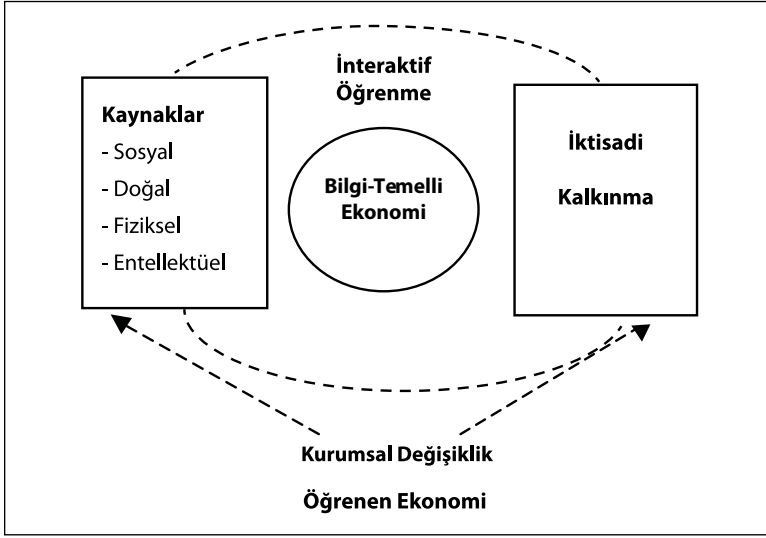 İnteraktif
Öğrenme
Kaynaklar
- Sosyal
- Doğal
- Fiziksel
- Entellektüel
Bilgi-Temelli
Ekonomi
İktisadi
Kalkınma
Kurumsal Değişiklik
Öğrenen Ekonomi